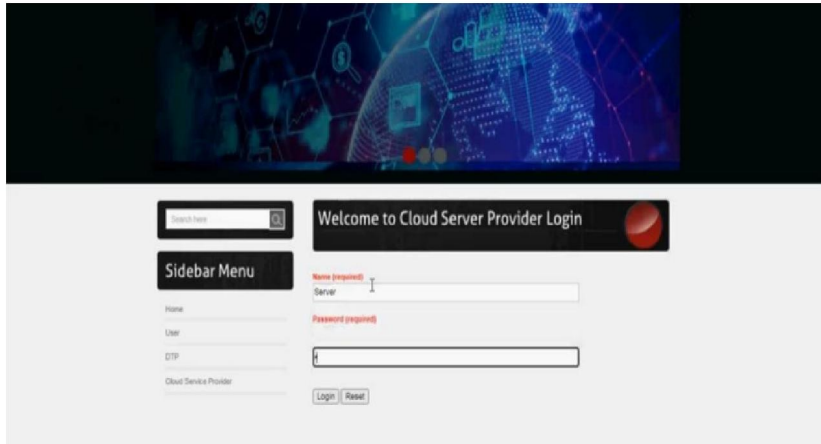 Search here
Welcome to Cloud Server Provider Login
Sidebar Menu
Home
User
DTP
Cloud Service Provider
Name (required)
Server
Password (required)
Login Reset